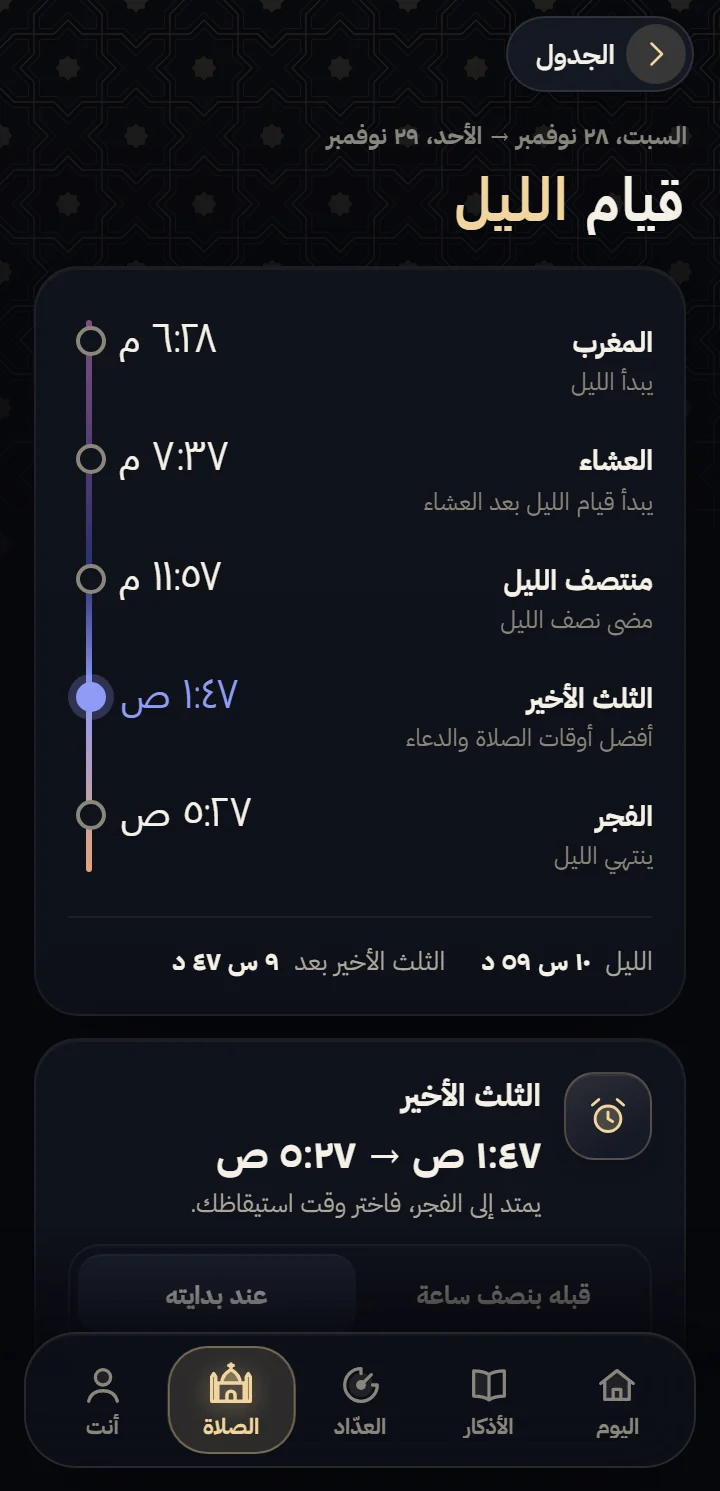 الجدول
السبت، ٢٨ نوفمبر → الأحد، ٢٩ نوفمبر
قيام الليل
المغرب ٦:٢٨ م
يبدأ الليل
العشاء ٧:٣٧ م
يبدأ قيام الليل بعد العشاء
منتصف الليل ١١:٥٧ م
مضى نصف الليل
الثلث الأخير ١:٤٧ ص
أفضل أوقات الصلاة والدعاء
الفجر ٥:٢٧ ص
ينتهي الليل
الليل ١٠ س ٥٩ د الثلث الأخير بعد ٩ س ٤٧ د
الثلث الأخير
١:٤٧ ص → ٥:٢٧ ص
يمتد إلى الفجر، فاختر وقت استيقاظك.
قبله بنصف ساعة عند بدايته
اليوم الأذكار العدّاد الصلاة أنت